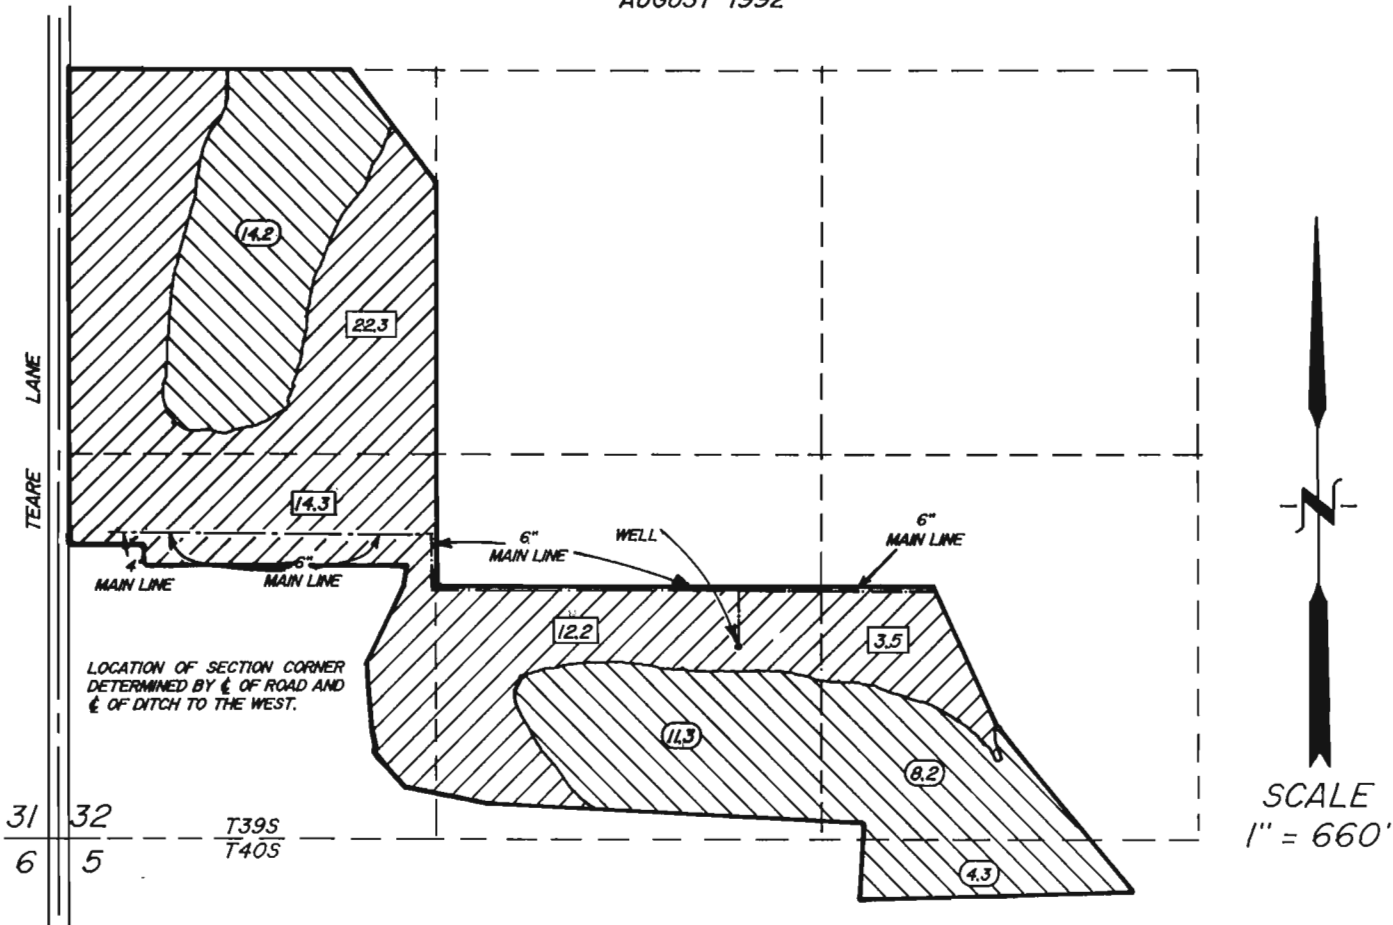 AUGUST 1992
14.2
22.3
TEARE LANE
14.3
4"
MAIN LINE
6"
MAIN LINE
6"
MAIN LINE
WELL
6"
MAIN LINE
12.2
3.5
LOCATION OF SECTION CORNER
DETERMINED BY ℄ OF ROAD AND
℄ OF DITCH TO THE WEST.
11.3
8.2
31 32
T39S
T40S
6 5
4.3
N
SCALE
1" = 660'